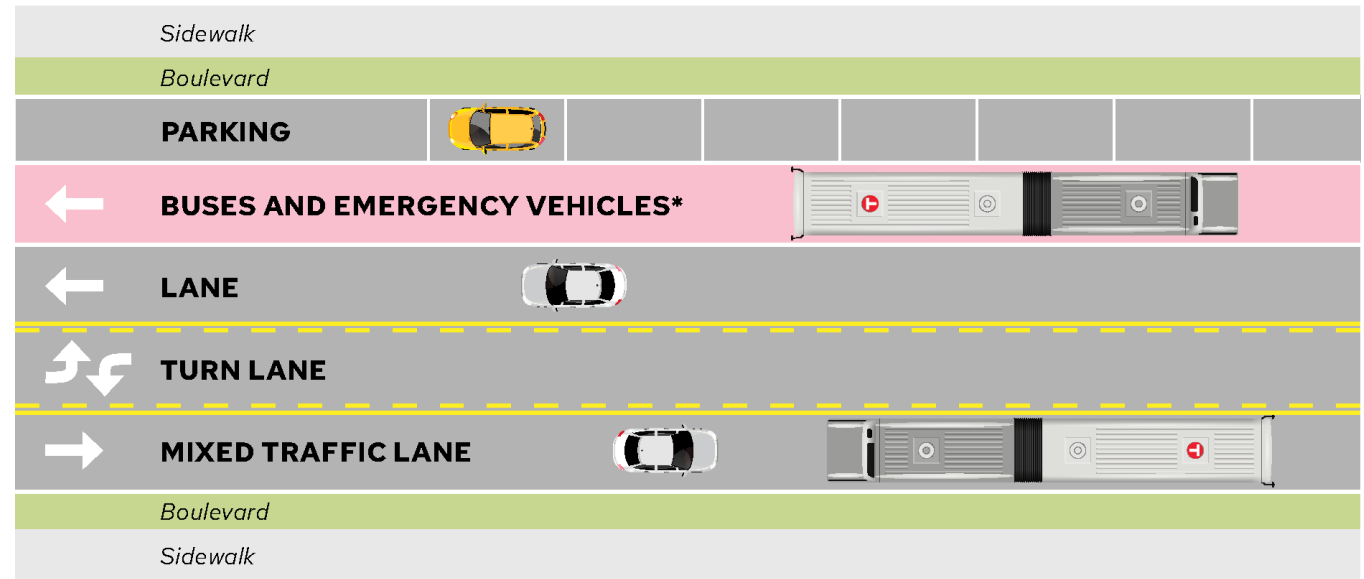 Sidewalk
Boulevard
PARKING
BUSES AND EMERGENCY VEHICLES*
LANE
TURN LANE
MIXED TRAFFIC LANE
Boulevard
Sidewalk